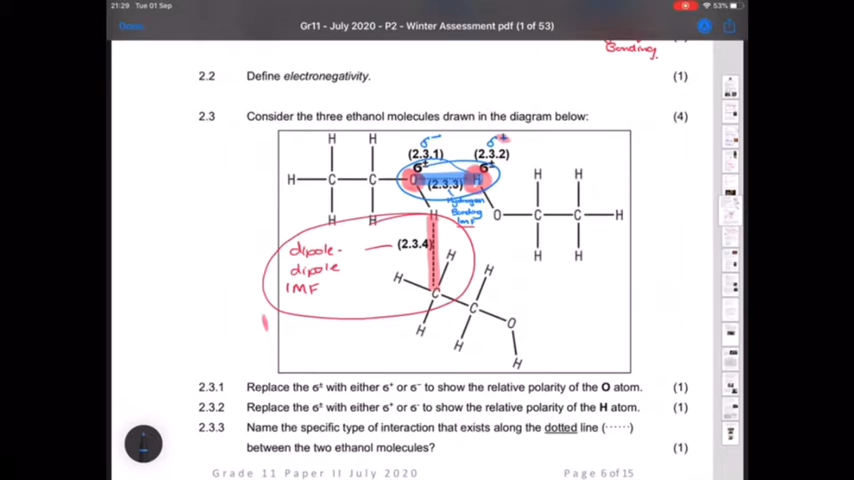 21:29 Tue 01 Sep
53%
Done
Gr11 - July 2020 - P2 - Winter Assessment pdf (1 of 53)
Bonding.
2.2 Define electronegativity. (1)
2.3 Consider the three ethanol molecules drawn in the diagram below: (4)
H H σ⁻ σ⁺
(2.3.1) (2.3.2)
σ± σ± H H
H C C O (2.3.3) H
Hydrogen
Bonding
IMF
H H H O C C H
dipole- (2.3.4) H H H H
dipole H
IMF C C O
H H H
2.3.1 Replace the σ± with either σ⁺ or σ⁻ to show the relative polarity of the O atom. (1)
2.3.2 Replace the σ± with either σ⁺ or σ⁻ to show the relative polarity of the H atom. (1)
2.3.3 Name the specific type of interaction that exists along the dotted line (······)
between the two ethanol molecules? (1)
Grade 11 Paper II July 2020 Page 6 of 15